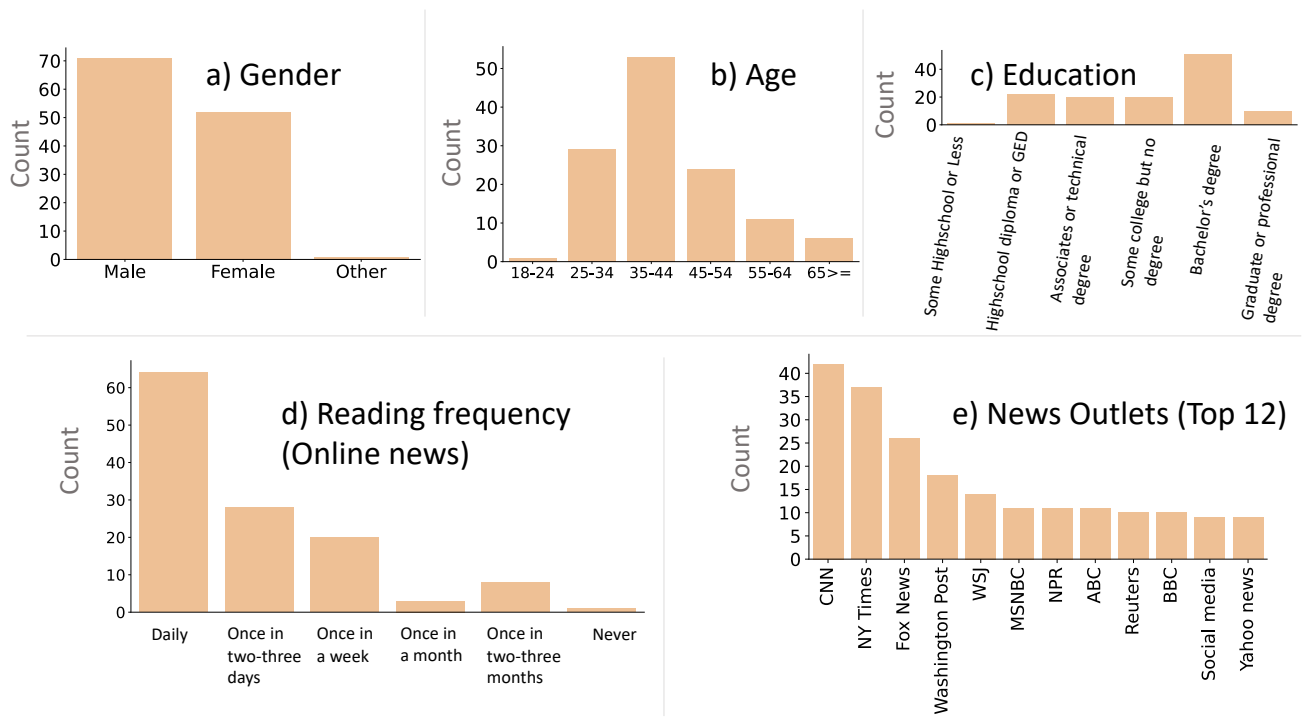 a) Gender
Count
70
60
50
40
30
20
10
0
Male
Female
Other
b) Age
Count
50
40
30
20
10
0
18-24
25-34
35-44
45-54
55-64
65>=
c) Education
Count
40
20
0
Some Highschool or Less
Highschool diploma or GED
Associates or technical
degree
Some college but no
degree
Bachelor's degree
Graduate or professional
degree
d) Reading frequency
(Online news)
Count
60
50
40
30
20
10
0
Daily
Once in
two-three
days
Once in
a week
Once in
a month
Once in
two-three
months
Never
e) News Outlets (Top 12)
Count
40
35
30
25
20
15
10
5
0
CNN
NY Times
Fox News
Washington Post
WSJ
MSNBC
NPR
ABC
Reuters
BBC
Social media
Yahoo news